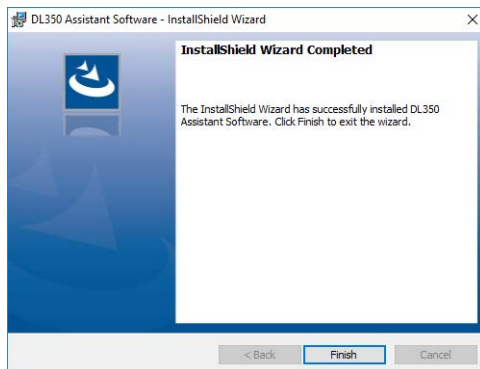 DL350 Assistant Software - InstallShield Wizard
InstallShield Wizard Completed
The InstallShield Wizard has successfully installed DL350
Assistant Software. Click Finish to exit the wizard.
< Back
Finish
Cancel